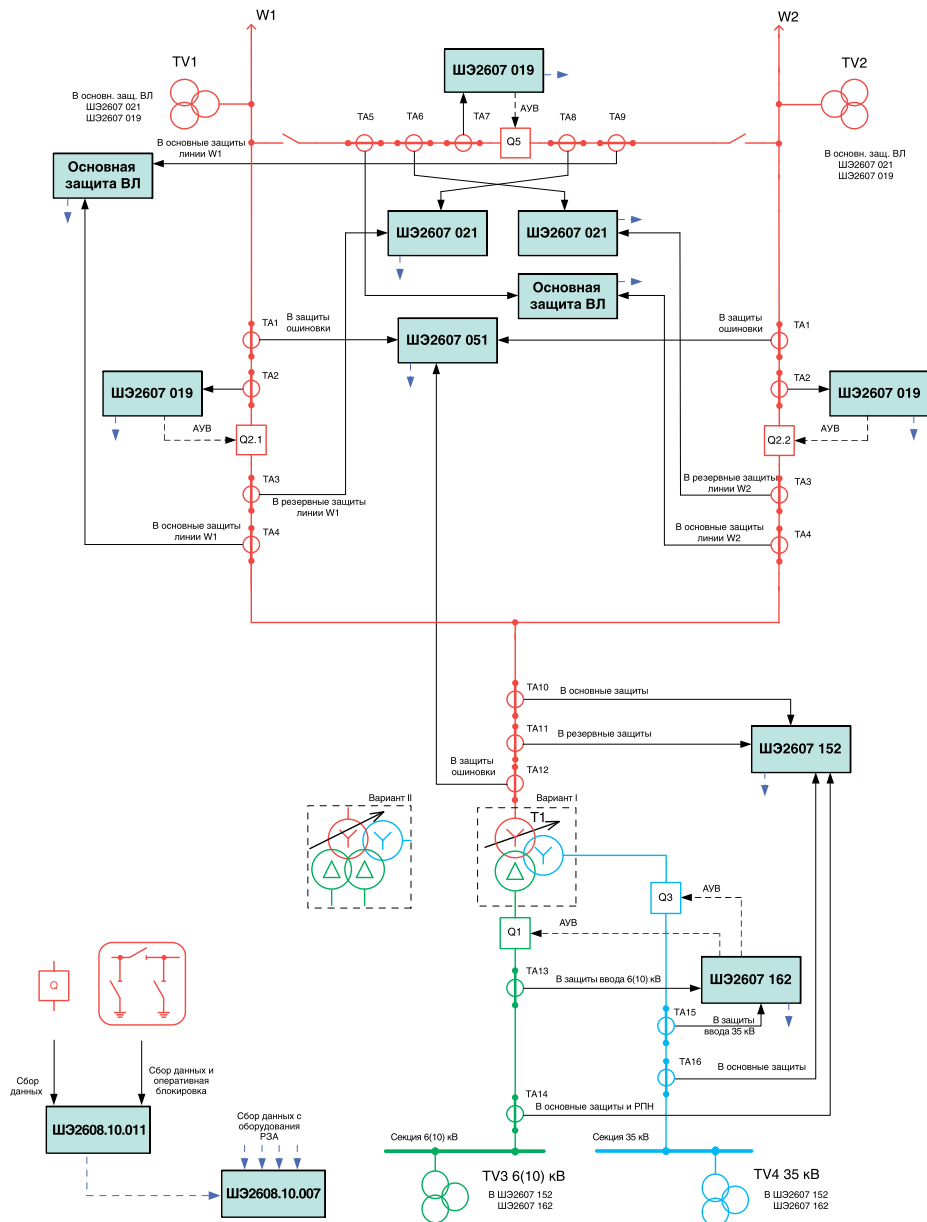 W1
W2
TV1
TV2
В основн. защ. ВЛ
ШЭ2607 021
ШЭ2607 019
ШЭ2607 019
АУВ
TA5
TA6
TA7
TA8
TA9
Q5
В основные защиты
линии W1
В основн. защ. ВЛ
ШЭ2607 021
ШЭ2607 019
Основная
защита ВЛ
ШЭ2607 021
ШЭ2607 021
Основная
защита ВЛ
TA1
В защиты
ошиновки
ШЭ2607 051
В защиты
ошиновки
TA1
TA2
ШЭ2607 019
АУВ
Q2.1
TA2
ШЭ2607 019
АУВ
Q2.2
TA3
В резервные защиты
линии W1
В резервные защиты
линии W2
TA3
В основные защиты
линии W1
TA4
В основные защиты
линии W2
TA4
TA10
В основные защиты
TA11
В резервные защиты
ШЭ2607 152
В защиты
ошиновки
TA12
Вариант II
Вариант I
T1
Q3
АУВ
Q1
АУВ
TA13
В защиты ввода 6(10) кВ
ШЭ2607 162
TA15
В защиты
ввода 35 кВ
TA16
В основные защиты
TA14
В основные защиты и РПН
Q
Сбор
данных
Сбор данных и
оперативная
блокировка
ШЭ2608.10.011
Сбор данных с
оборудования
РЗА
ШЭ2608.10.007
Секция 6(10) кВ
Секция 35 кВ
TV3 6(10) кВ
В ШЭ2607 152
ШЭ2607 162
TV4 35 кВ
В ШЭ2607 152
ШЭ2607 162